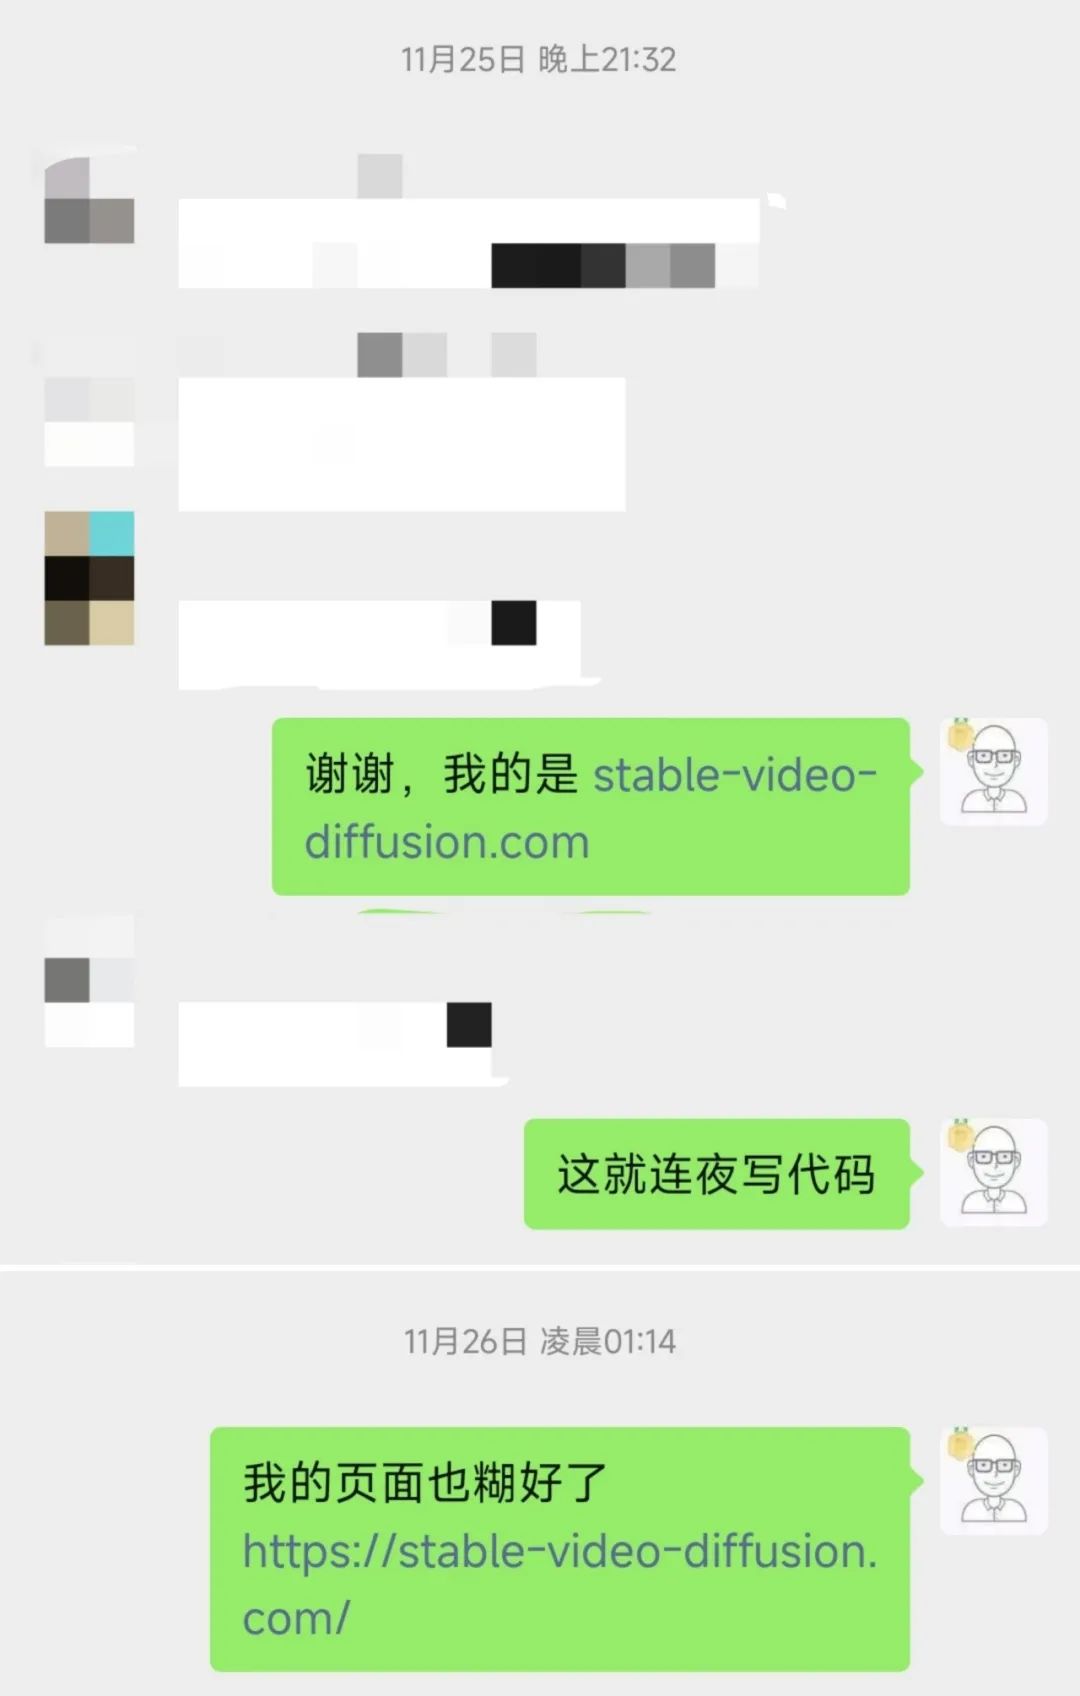 11月25日 晚上21:32
谢谢，我的是 stable-video-
diffusion.com
这就连夜写代码
11月26日 凌晨01:14
我的页面也糊好了
https://stable-video-diffusion.
com/